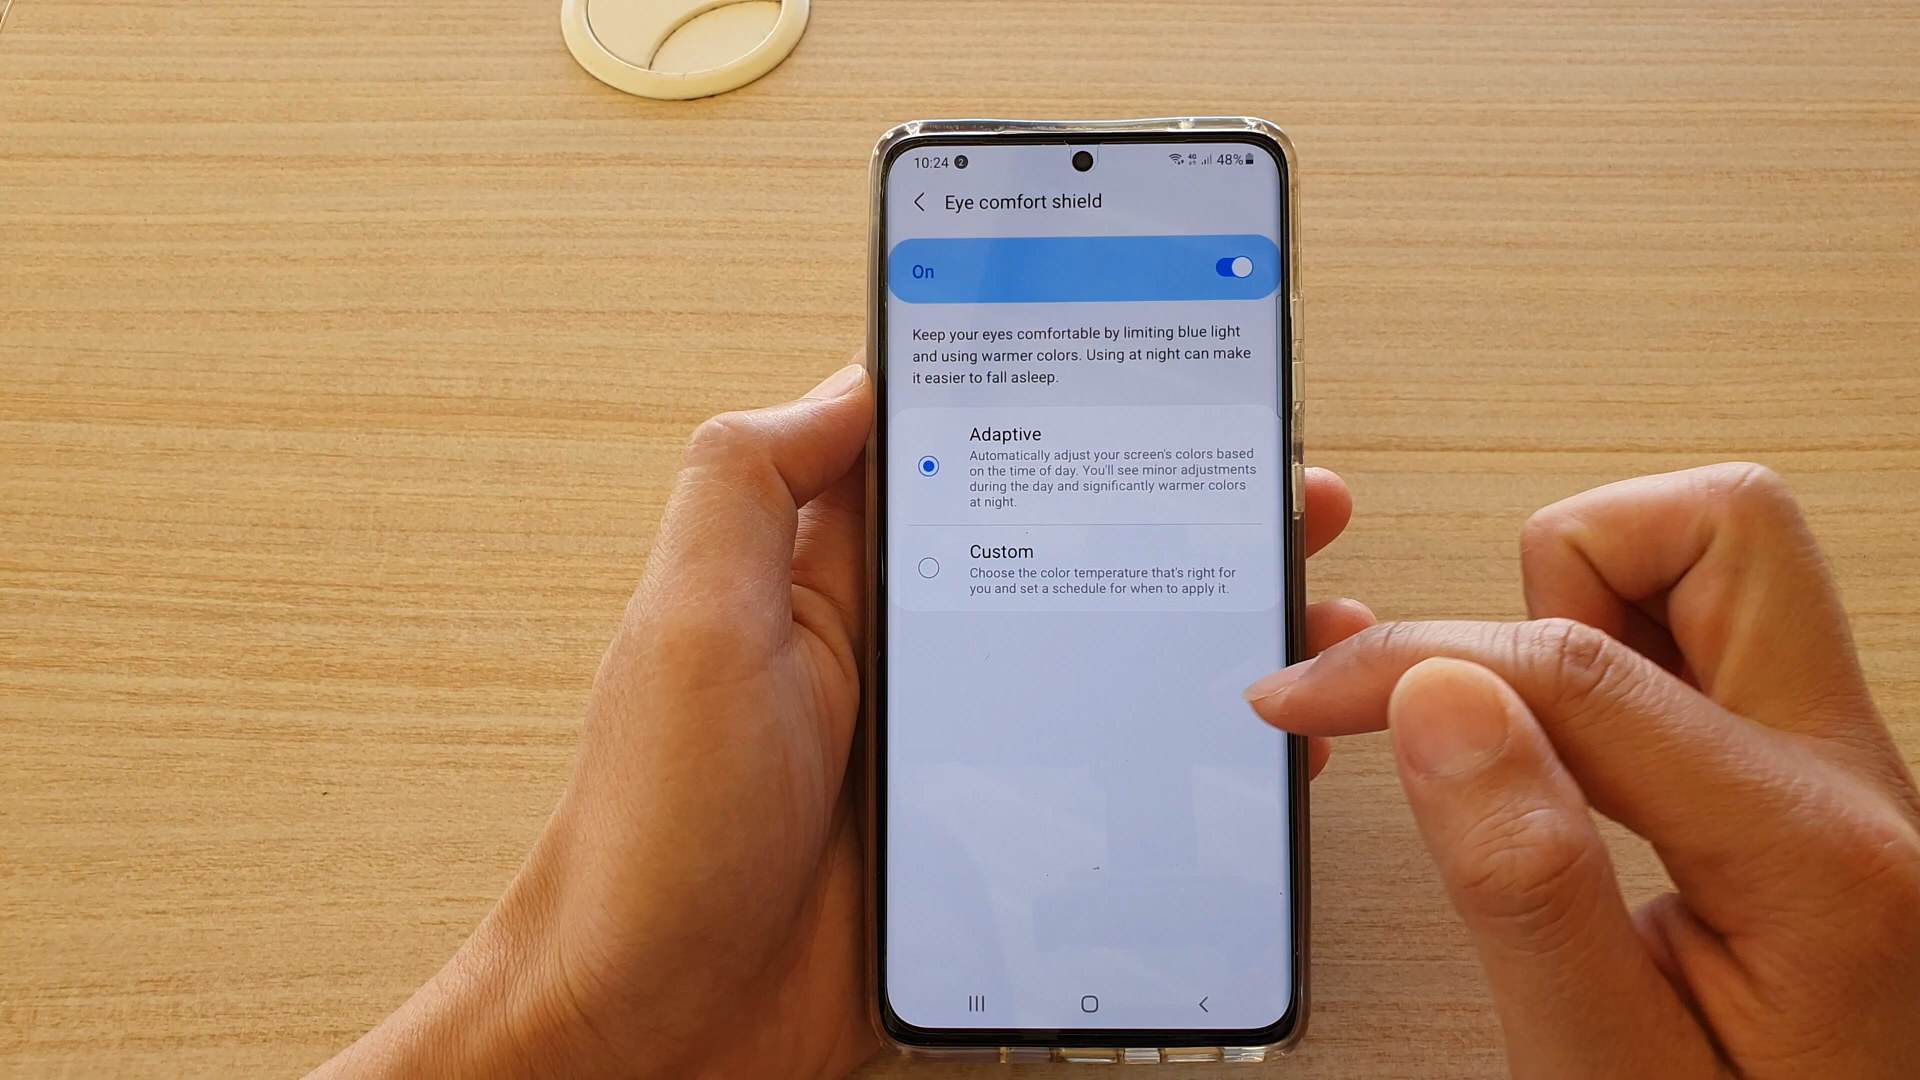 10:24 2 4G 48%
Eye comfort shield
On
Keep your eyes comfortable by limiting blue light
and using warmer colors. Using at night can make
it easier to fall asleep.
Adaptive
Automatically adjust your screen's colors based
on the time of day. You'll see minor adjustments
during the day and significantly warmer colors
at night.
Custom
Choose the color temperature that's right for
you and set a schedule for when to apply it.